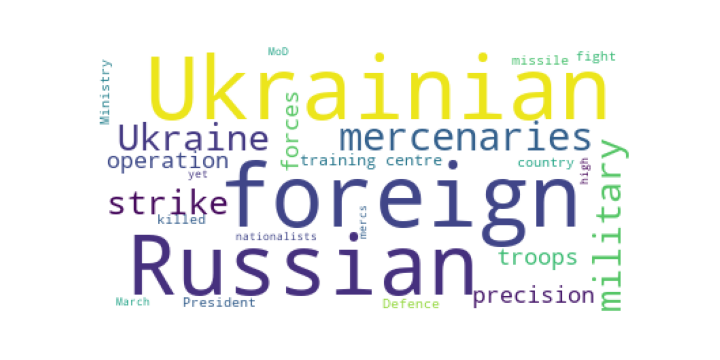 MoD
missile
fight
Ministry
Ukrainian
forces
Ukraine
mercenaries
operation
training centre
country
high
yet
foreign
military
strike
killed
mercs
nationalists
Russian
troops
precision
March
President
Defence